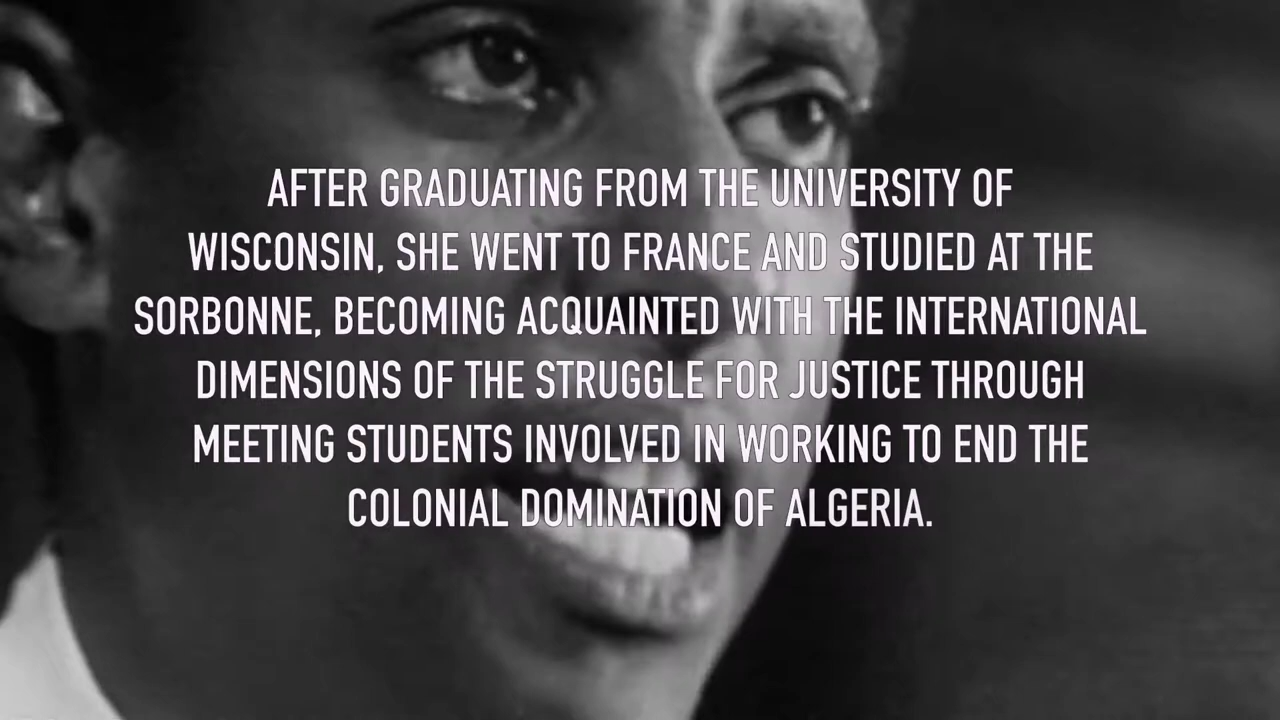 AFTER GRADUATING FROM THE UNIVERSITY OF
WISCONSIN, SHE WENT TO FRANCE AND STUDIED AT THE
SORBONNE, BECOMING ACQUAINTED WITH THE INTERNATIONAL
DIMENSIONS OF THE STRUGGLE FOR JUSTICE THROUGH
MEETING STUDENTS INVOLVED IN WORKING TO END THE
COLONIAL DOMINATION OF ALGERIA.